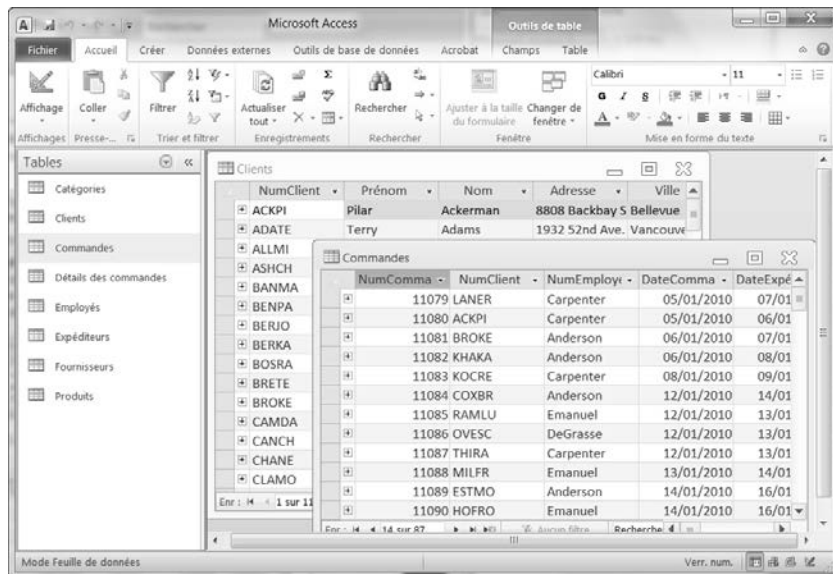 Microsoft Access
Outils de table
Fichier Accueil Créer Données externes Outils de base de données Acrobat Champs Table
Affichage
Coller
Filtrer
Actualiser tout
Rechercher
Ajuster à la taille du formulaire
Changer de fenêtre
Calibri 11
G I S
Affichages Presse-... Trier et filtrer Enregistrements Rechercher Fenêtre Mise en forme du texte
Tables
Catégories
Clients
Commandes
Détails des commandes
Employés
Expéditeurs
Fournisseurs
Produits
Clients
NumClient Prénom Nom Adresse Ville
ACKPI Pilar Ackerman 8808 Backbay S Bellevue
ADATE Terry Adams 1932 52nd Ave. Vancouve
ALLMI
ASHCH
BANMA
BENPA
BERJO
BERKA
BOSRA
BRETE
BROKE
CAMDA
CANCH
CHANE
CLAMO
Enr : 1 sur 11
Commandes
NumComma NumClient NumEmploye DateComma DateExpé
11079 LANER Carpenter 05/01/2010 07/01
11080 ACKPI Carpenter 05/01/2010 06/01
11081 BROKE Anderson 06/01/2010 07/01
11082 KHAKA Anderson 06/01/2010 08/01
11083 KOCRE Carpenter 08/01/2010 09/01
11084 COXBR Anderson 12/01/2010 14/01
11085 RAMLU Emanuel 12/01/2010 13/01
11086 OVESC DeGrasse 12/01/2010 13/01
11087 THIRA Carpenter 12/01/2010 13/01
11088 MILFR Emanuel 13/01/2010 14/01
11089 ESTMO Anderson 14/01/2010 16/01
11090 HOFRO Emanuel 14/01/2010 16/01
Enr : 14 sur 87 Aucun filtre Recherche
Mode Feuille de données Verr. num.